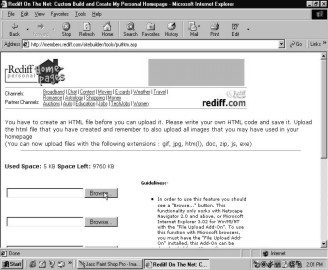 Rediff On The Net: Custom Build and Create My Personal Homepage - Microsoft Internet Explorer
File Edit View Favorites Tools Help
Back Stop Refresh Home Search Favorites History Mail Print Edit
Address http://members.rediff.com/sitebuilder/tools/puthtm.asp Go Links
rRediff home
personal pages
Channels: Broadband | Chat | Contest | Movies | E-cards | Weather | Travel |
Romance | Astrology | Shopping | Money
Partner Channels: Auctions | Auto | Education | Jobs | TechJobs | Women
rediff.com
You have to create an HTML file before you can upload it. Please write your own HTML code and save it. Upload
the html file that you have created and remember to also upload all images that you may have used in your
homepage
(You can now upload files with the following extensions : gif, jpg, htm(l), doc, zip, js, exe)
Used Space: 5 KB Space Left: 9760 KB
Guidelines:
Browse...
In order to use this feature you should
see a "Browse..." button. This
functionality only works with Netscape
Navigator 2.0 and above, or Microsoft
Internet Explorer 3.02 for Win95/NT
with the "File Upload Add-On". To use
this function with Microsoft browsers,
you must have the "File Upload Add-
On" installed, this Add-On can be
Browse...
Done Internet
Start Jasc Paint Shop Pro - Ima... Rediff On The Net: C... 2:01 PM